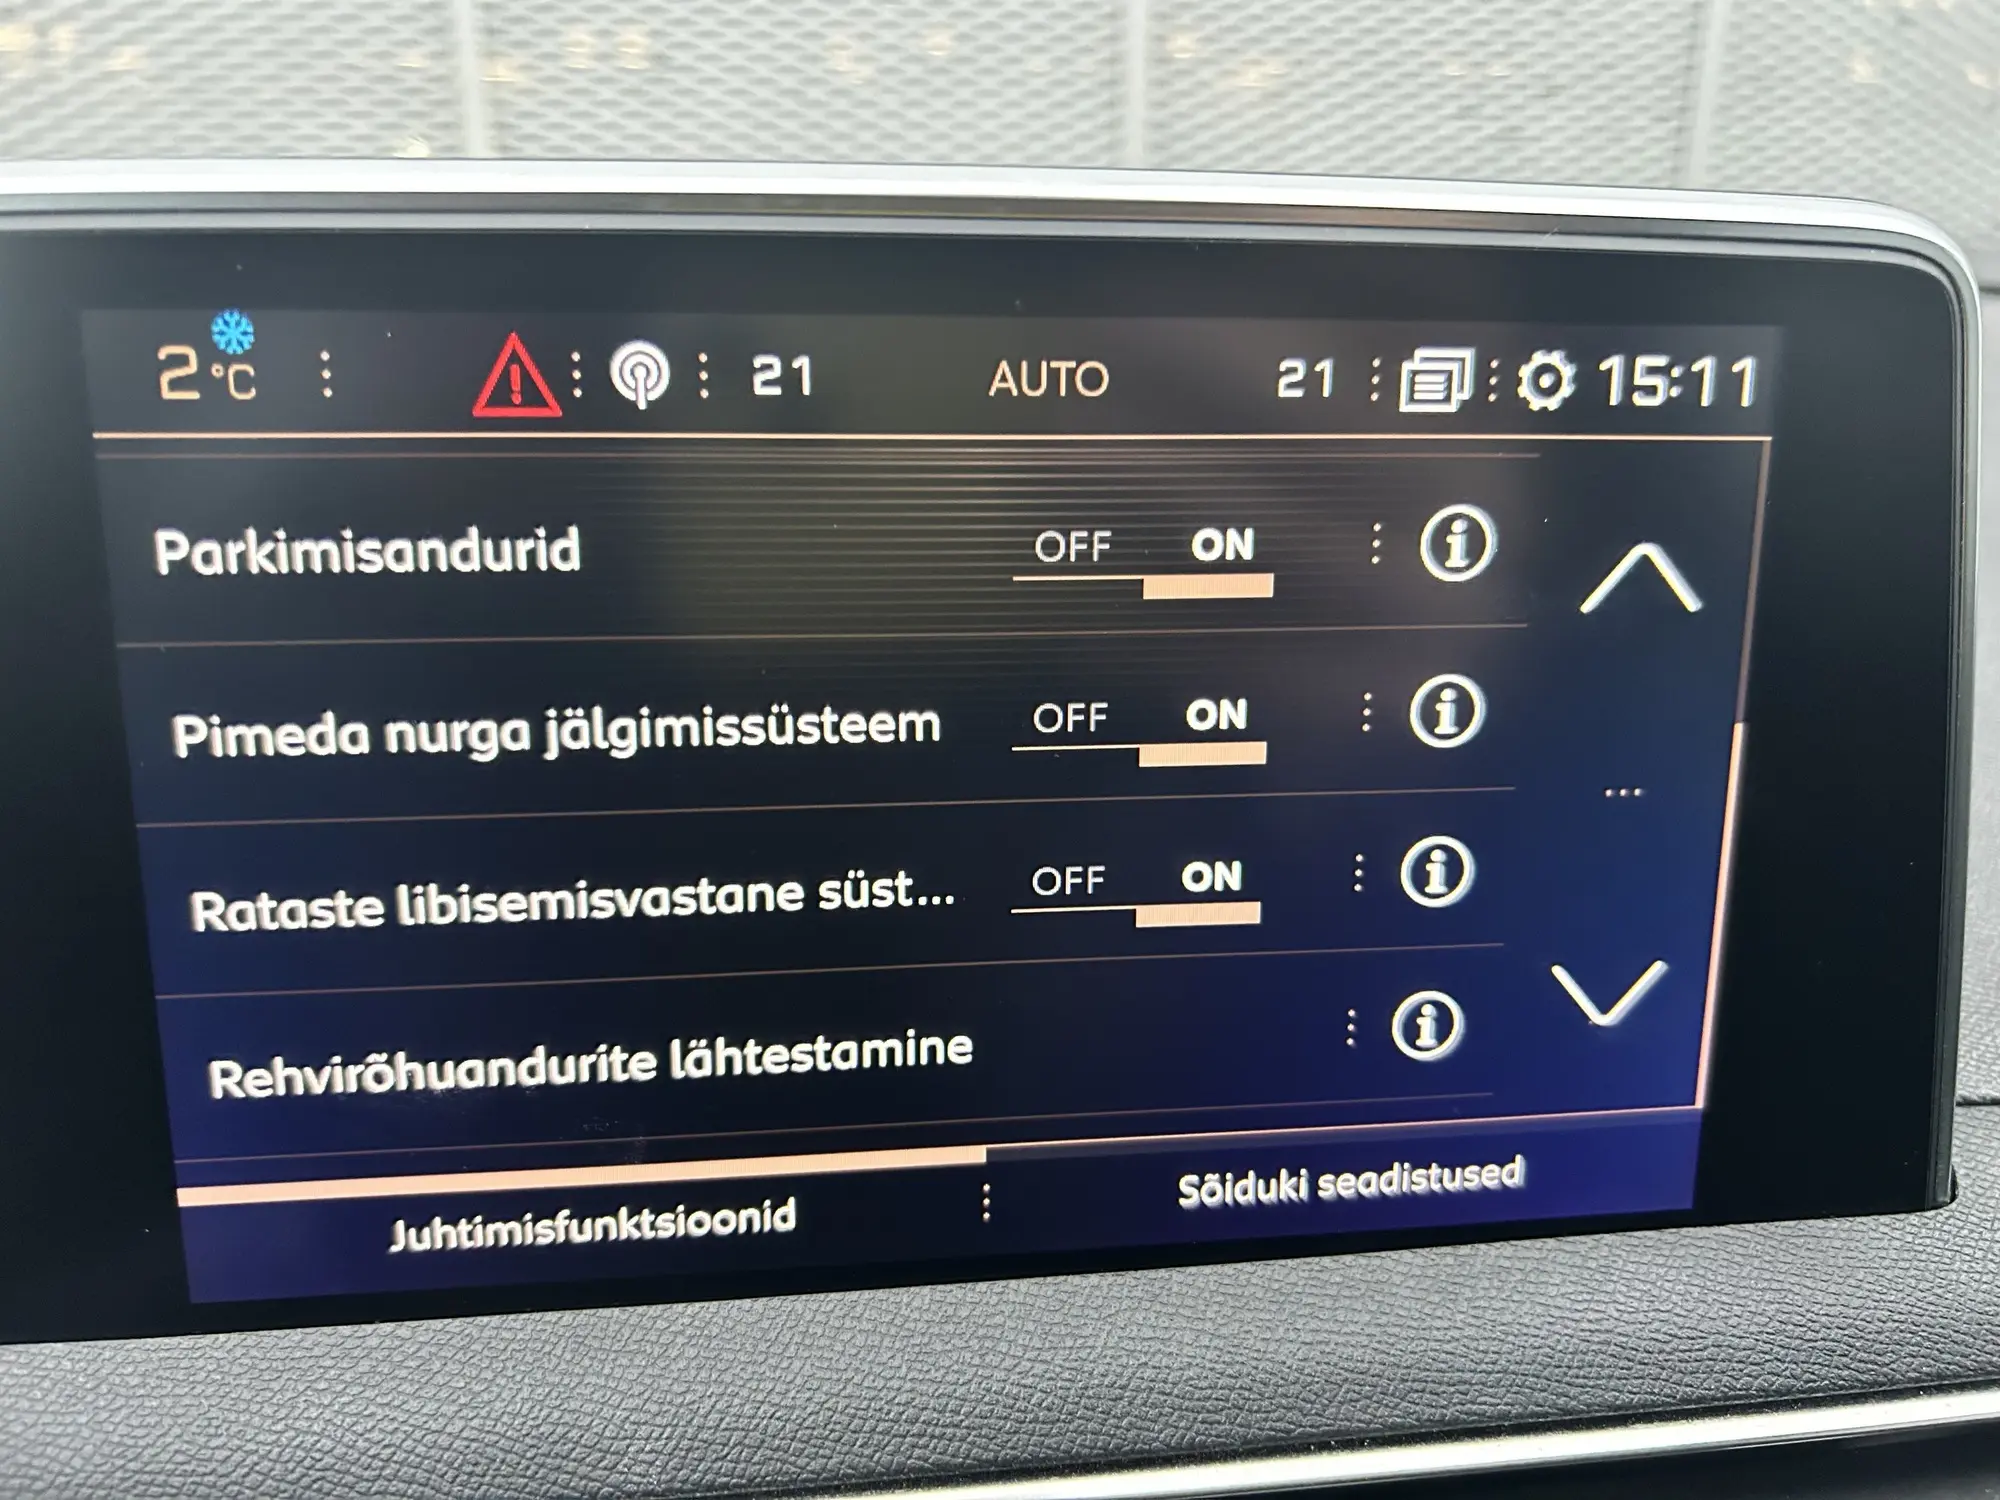 2 °C 21 AUTO 21 15:11
Parkimisandurid OFF ON
Pimeda nurga jälgimissüsteem OFF ON
Rataste libisemisvastane süst... OFF ON
Rehvirõhuandurite lähtestamine
...
Juhtimisfunktsioonid Sõiduki seadistused